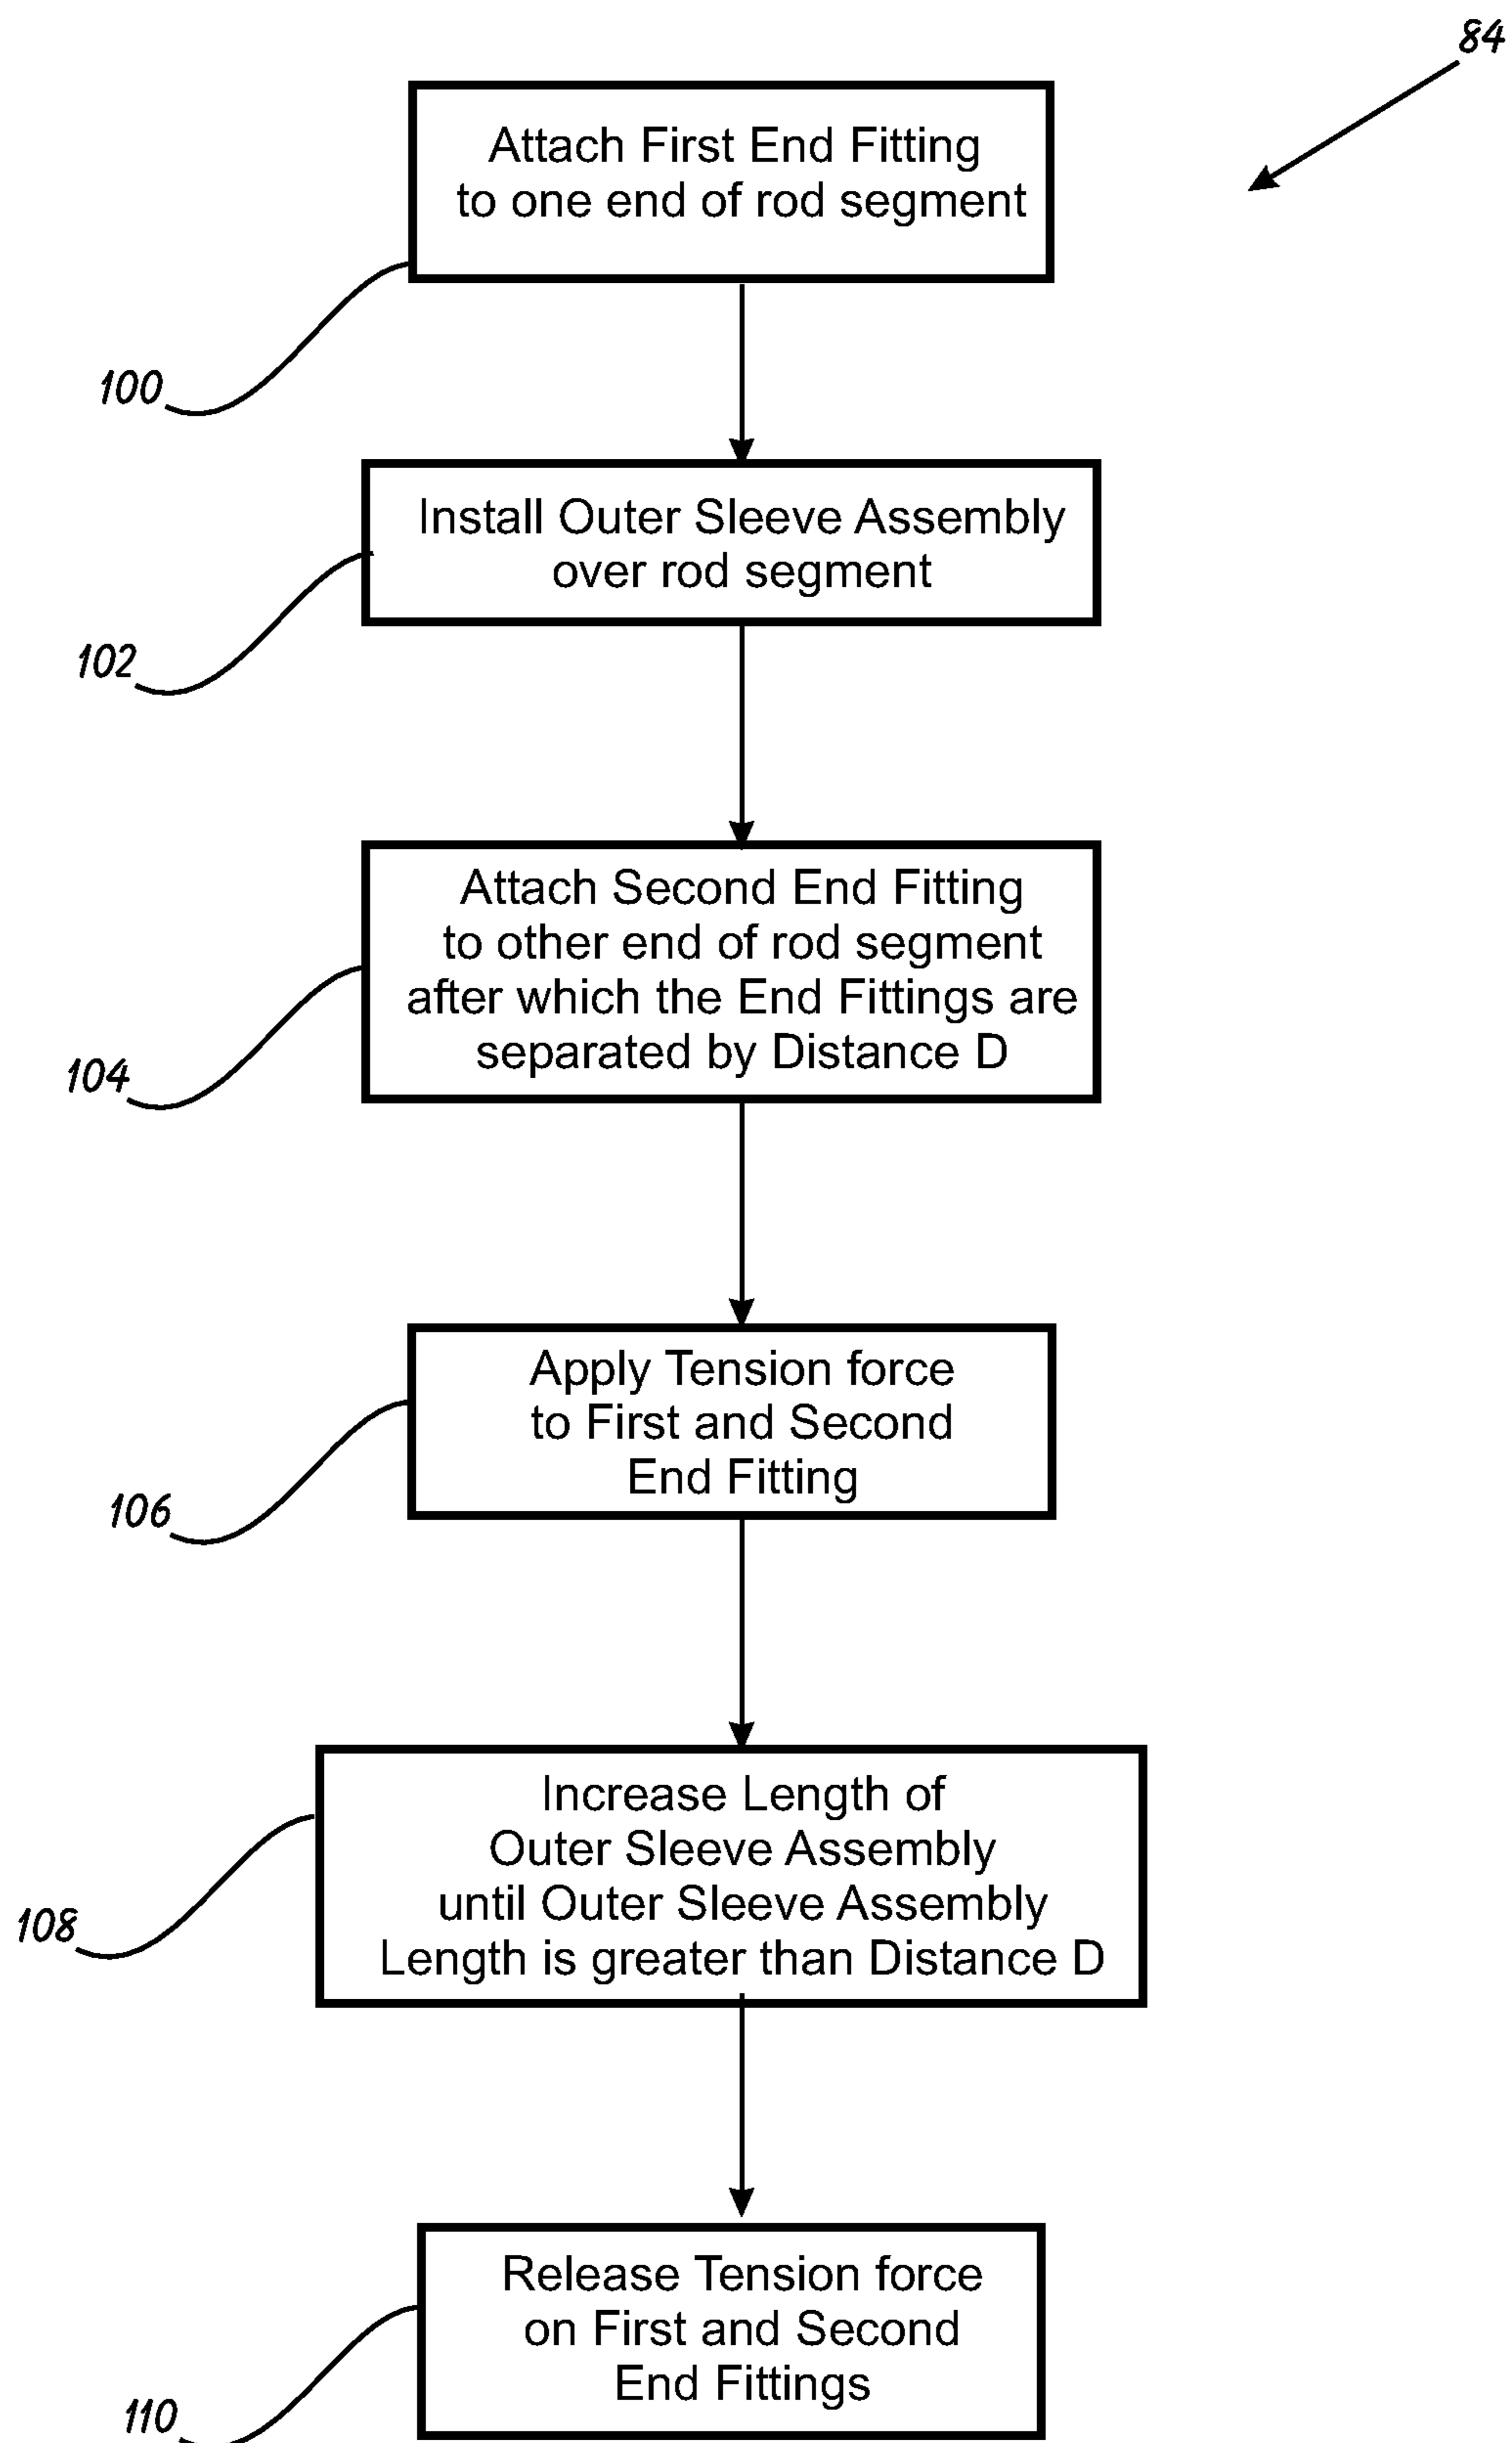 84
Attach First End Fitting
to one end of rod segment
100
Install Outer Sleeve Assembly
over rod segment
102
Attach Second End Fitting
to other end of rod segment
after which the End Fittings are
separated by Distance D
104
Apply Tension force
to First and Second
End Fitting
106
Increase Length of
Outer Sleeve Assembly
until Outer Sleeve Assembly
Length is greater than Distance D
108
Release Tension force
on First and Second
End Fittings
110